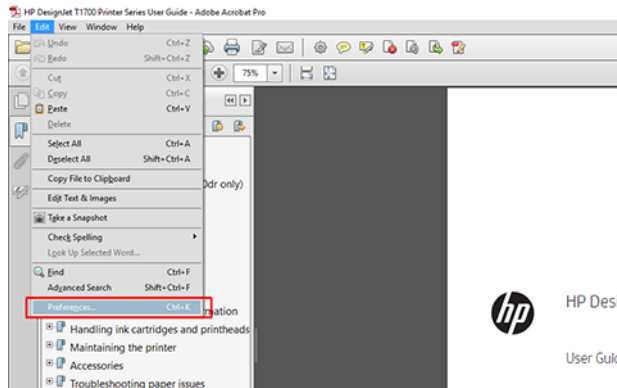 HP DesignJet T1700 Printer Series User Guide - Adobe Acrobat Pro
File Edit View Window Help
Undo Ctrl+Z
Redo Shift+Ctrl+Z
75%
Cut Ctrl+X
Copy Ctrl+C
Paste Ctrl+V
Delete
Select All Ctrl+A
Deselect All Shift+Ctrl+A
0dr only)
Copy File to Clipboard
Edit Text & Images
Take a Snapshot
Check Spelling
Look Up Selected Word...
Find Ctrl+F
Advanced Search Shift+Ctrl+F
Preferences... Ctrl+K
mation
Handling ink cartridges and printheads
Maintaining the printer
Accessories
Troubleshooting paper issues
hp
HP Desi
User Guid